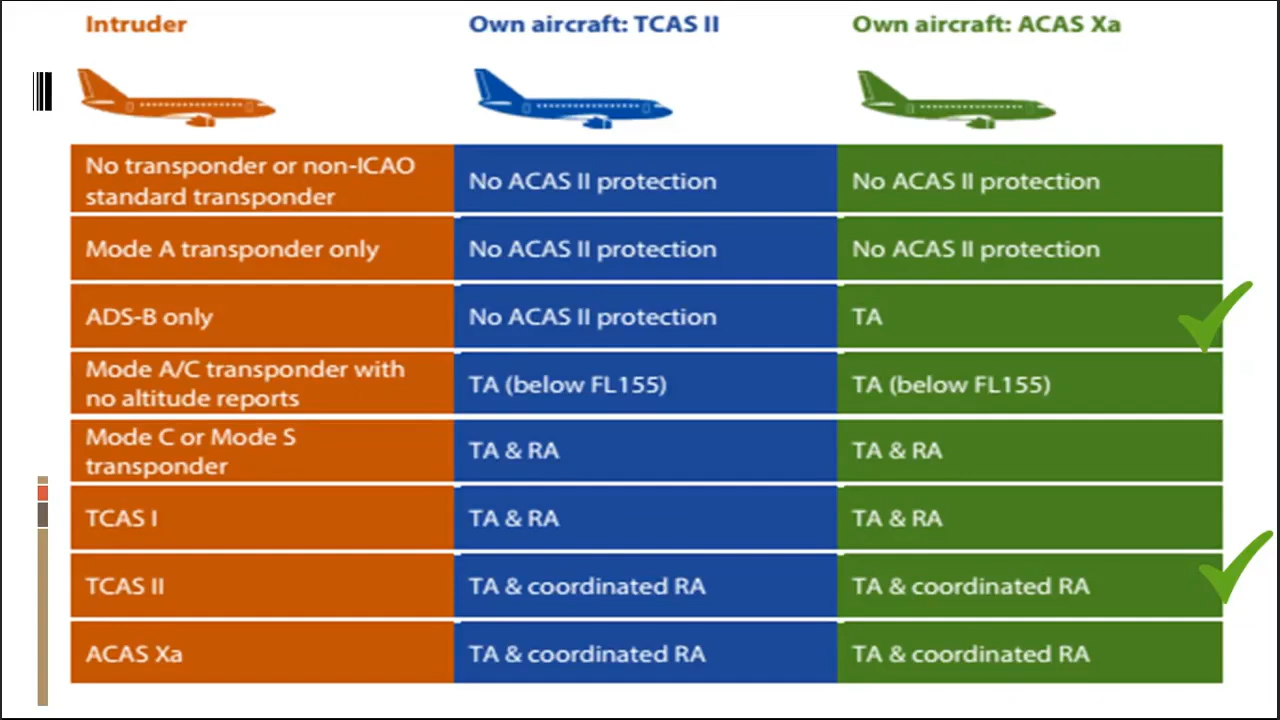 Intruder
Own aircraft: TCAS II
Own aircraft: ACAS Xa
No transponder or non-ICAO
standard transponder
No ACAS II protection
No ACAS II protection
Mode A transponder only
No ACAS II protection
No ACAS II protection
ADS-B only
No ACAS II protection
TA
Mode A/C transponder with
no altitude reports
TA (below FL155)
TA (below FL155)
Mode C or Mode S
transponder
TA & RA
TA & RA
TCAS I
TA & RA
TA & RA
TCAS II
TA & coordinated RA
TA & coordinated RA
ACAS Xa
TA & coordinated RA
TA & coordinated RA